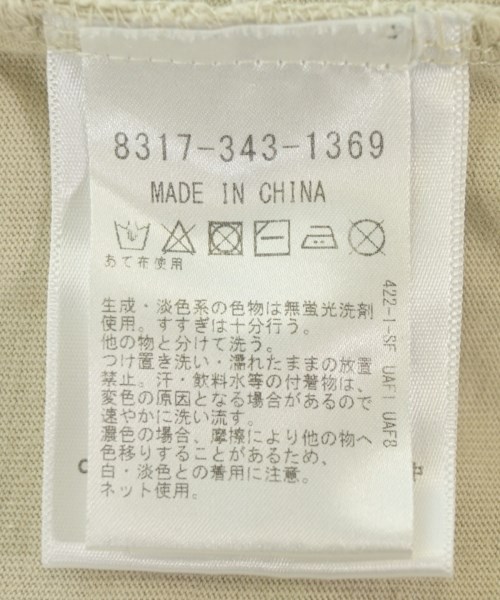 8317-343-1369
MADE IN CHINA
あて布使用
生成・淡色系の色物は無蛍光洗剤
使用。すすぎは十分行う。
他の物と分けて洗う。
つけ置き洗い・濡れたままの放置
禁止。汗・飲料水等の付着物は、
変色の原因となる場合があるので
速やかに洗い流す。
濃色の場合、摩擦により他の物へ
色移りすることがあるため、
白・淡色との着用に注意。
ネット使用。
422-1-SF UAF1 UAF8